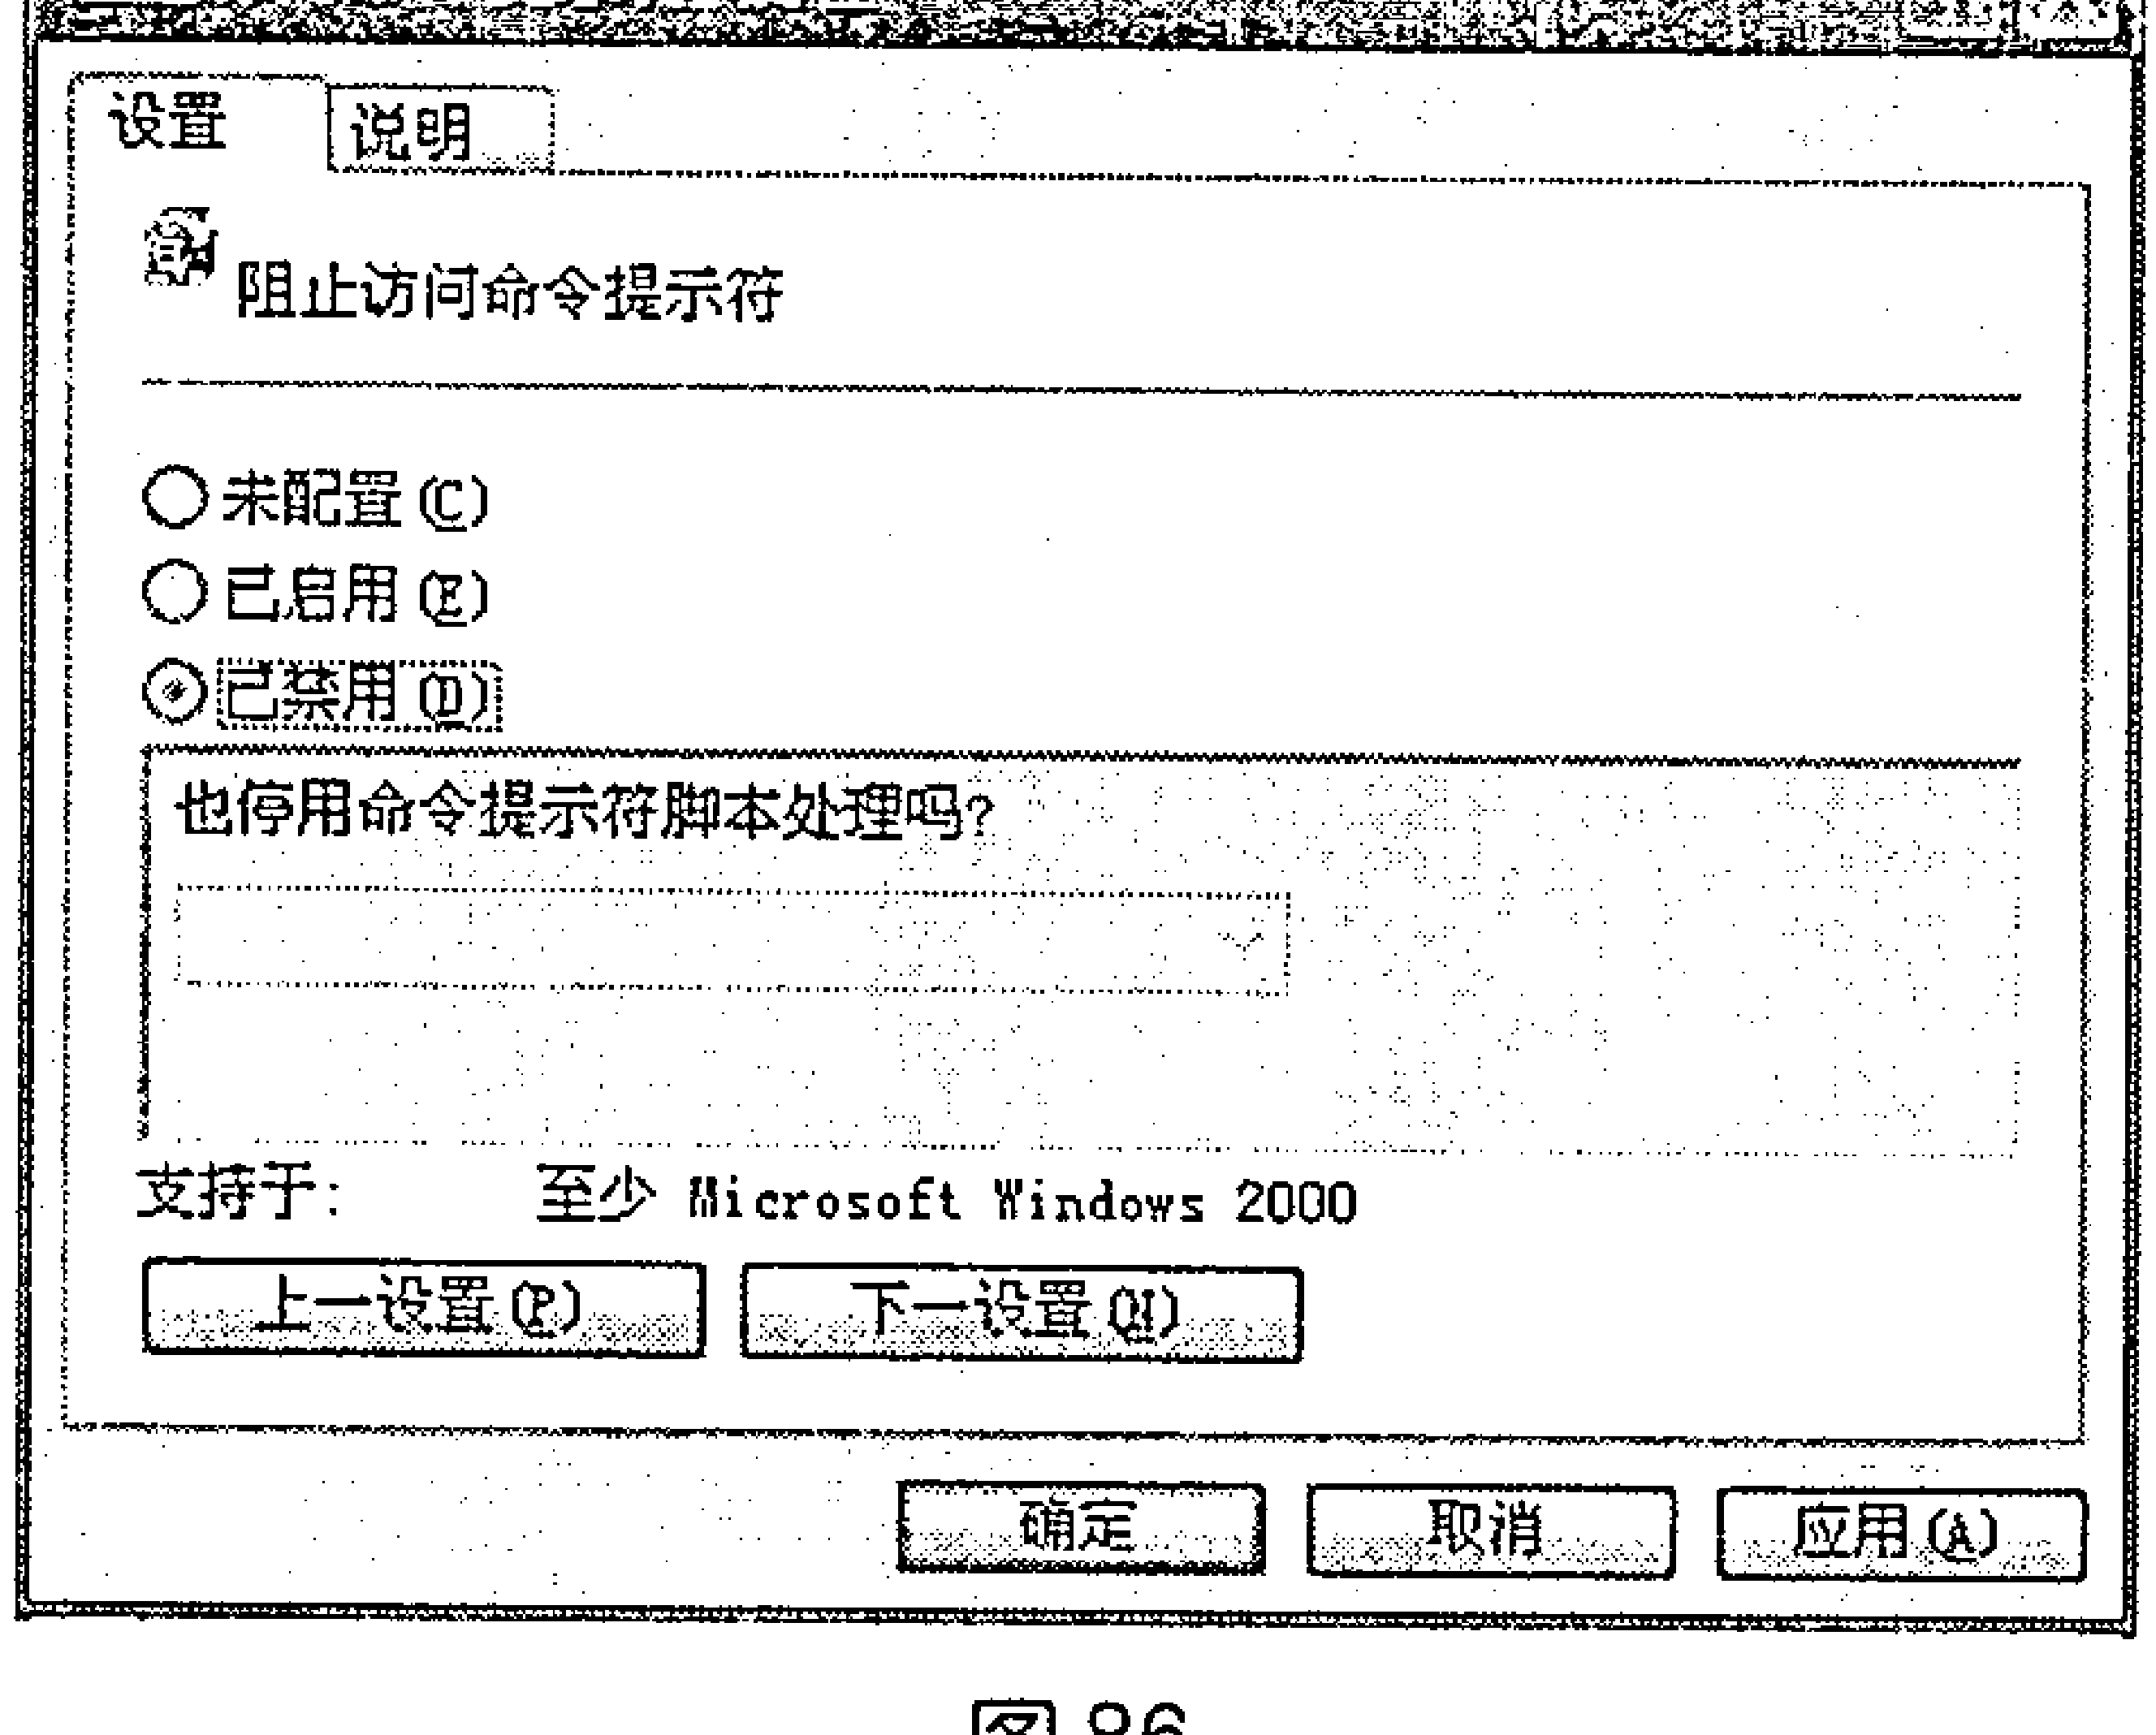 设置
说明
阻止访问命令提示符
未配置(C)
已启用(E)
已禁用(D)
也停用命令提示符脚本处理吗?
支持于: 至少 Microsoft Windows 2000
上一设置(P) 下一设置(N)
确定 取消 应用(A)
图 86